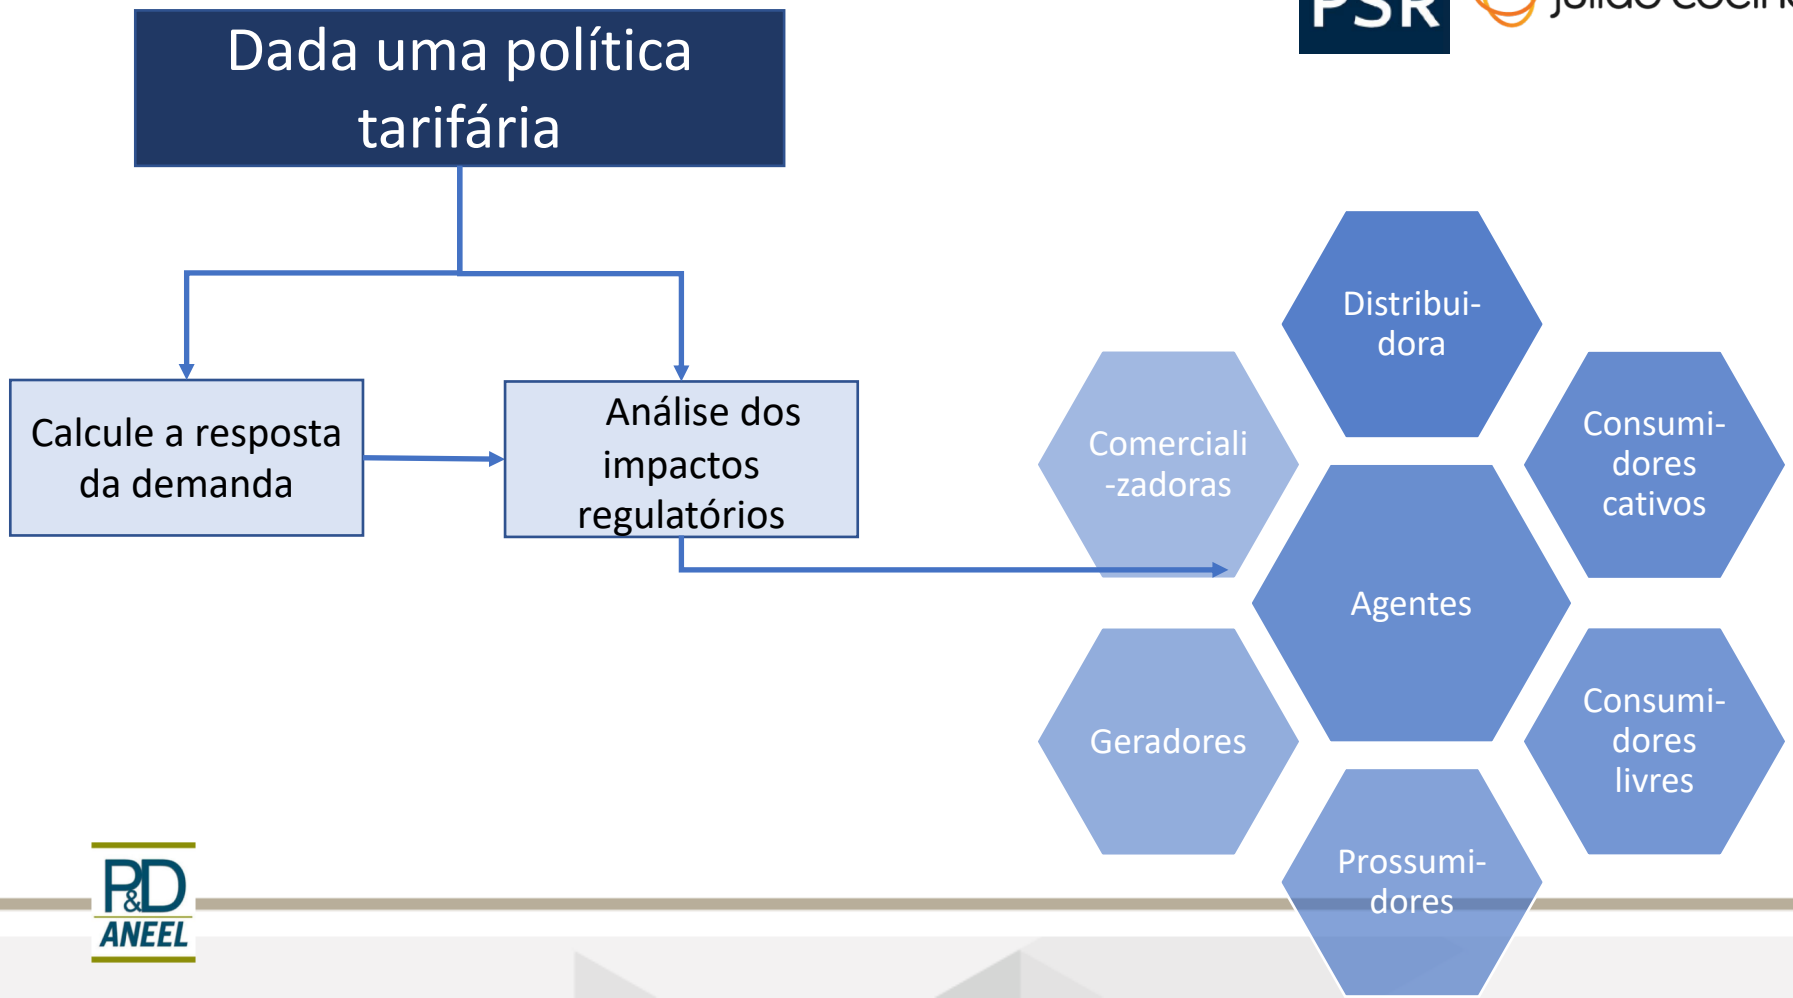 PSR
Dada uma política
tarifária
Calcule a resposta
da demanda
Análise dos
impactos
regulatórios
Distribui-
dora
Comerciali
-zadoras
Consumi-
dores
cativos
Agentes
Geradores
Consumi-
dores
livres
Prossumi-
dores
P&D
ANEEL